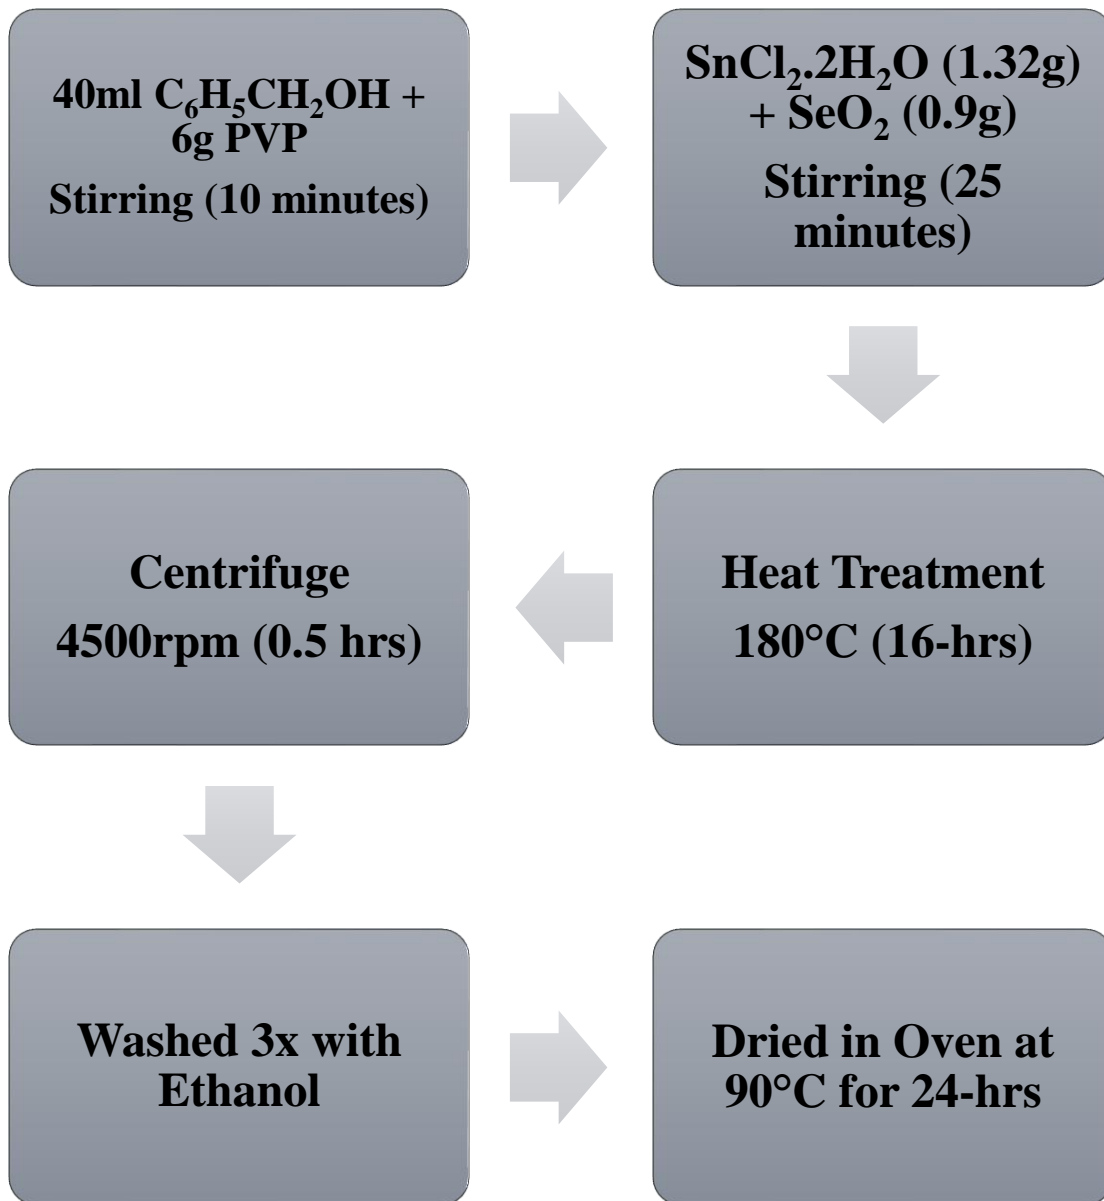 40ml C₆H₅CH₂OH +
6g PVP
Stirring (10 minutes)
SnCl₂.2H₂O (1.32g)
+ SeO₂ (0.9g)
Stirring (25
minutes)
Heat Treatment
180°C (16-hrs)
Centrifuge
4500rpm (0.5 hrs)
Washed 3x with
Ethanol
Dried in Oven at
90°C for 24-hrs